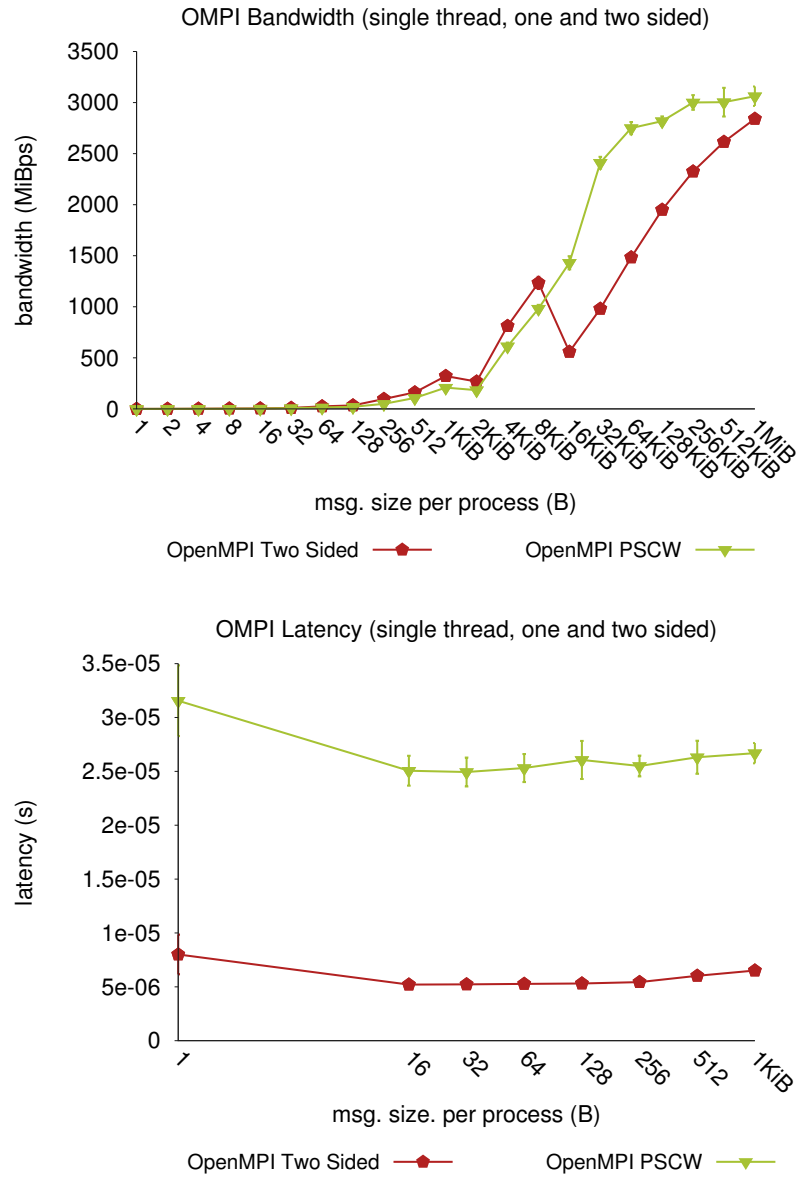 OMPI Bandwidth (single thread, one and two sided)
3500
3000
2500
2000
1500
1000
500
0
bandwidth (MiBps)
1 2 4 8 16 32 64 128 256 512 1KiB 2KiB 4KiB 8KiB 16KiB 32KiB 64KiB 128KiB 256KiB 512KiB 1MiB
msg. size per process (B)
OpenMPI Two Sided OpenMPI PSCW
OMPI Latency (single thread, one and two sided)
3.5e-05
3e-05
2.5e-05
2e-05
1.5e-05
1e-05
5e-06
0
latency (s)
1 16 32 64 128 256 512 1KiB
msg. size. per process (B)
OpenMPI Two Sided OpenMPI PSCW